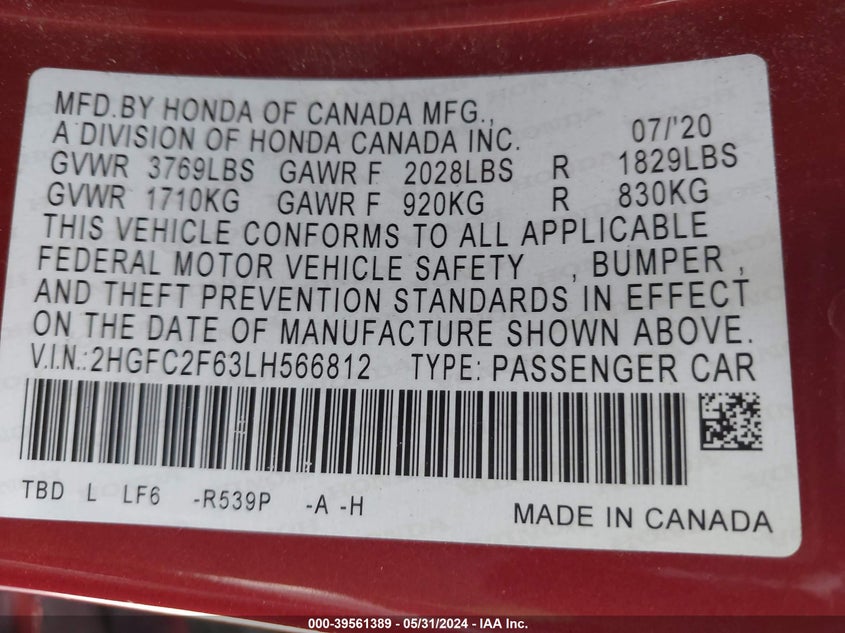 MFD.BY HONDA OF CANADA MFG.,
A DIVISION OF HONDA CANADA INC. 07/'20
GVWR 3769LBS GAWR F 2028LBS R 1829LBS
GVWR 1710KG GAWR F 920KG R 830KG
THIS VEHICLE CONFORMS TO ALL APPLICABLE
FEDERAL MOTOR VEHICLE SAFETY , BUMPER ,
AND THEFT PREVENTION STANDARDS IN EFFECT
ON THE DATE OF MANUFACTURE SHOWN ABOVE.
V.I.N.:2HGFC2F63LH566812 TYPE: PASSENGER CAR
TBD L LF6 -R539P -A -H
MADE IN CANADA
000-39561389 - 05/31/2024 - IAA Inc.